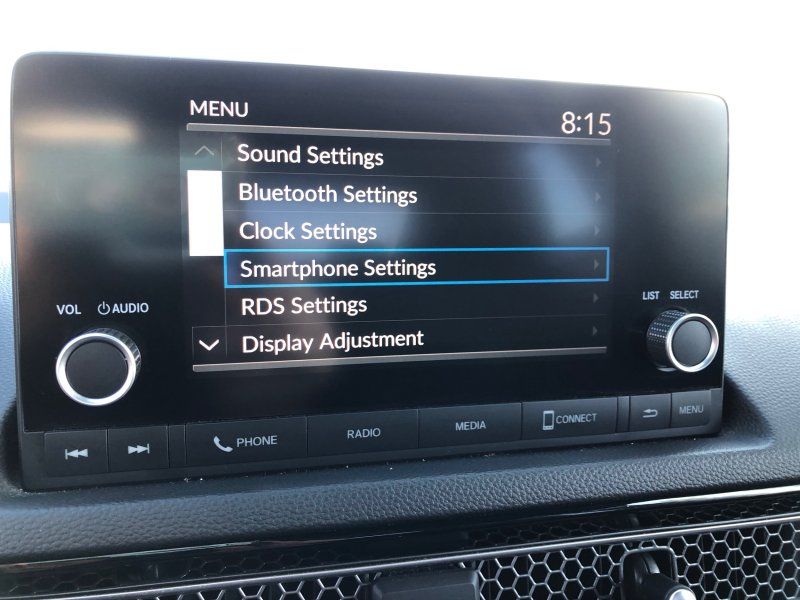 MENU 8:15
Sound Settings
Bluetooth Settings
Clock Settings
Smartphone Settings
RDS Settings
Display Adjustment
VOL AUDIO
LIST SELECT
PHONE RADIO MEDIA CONNECT MENU